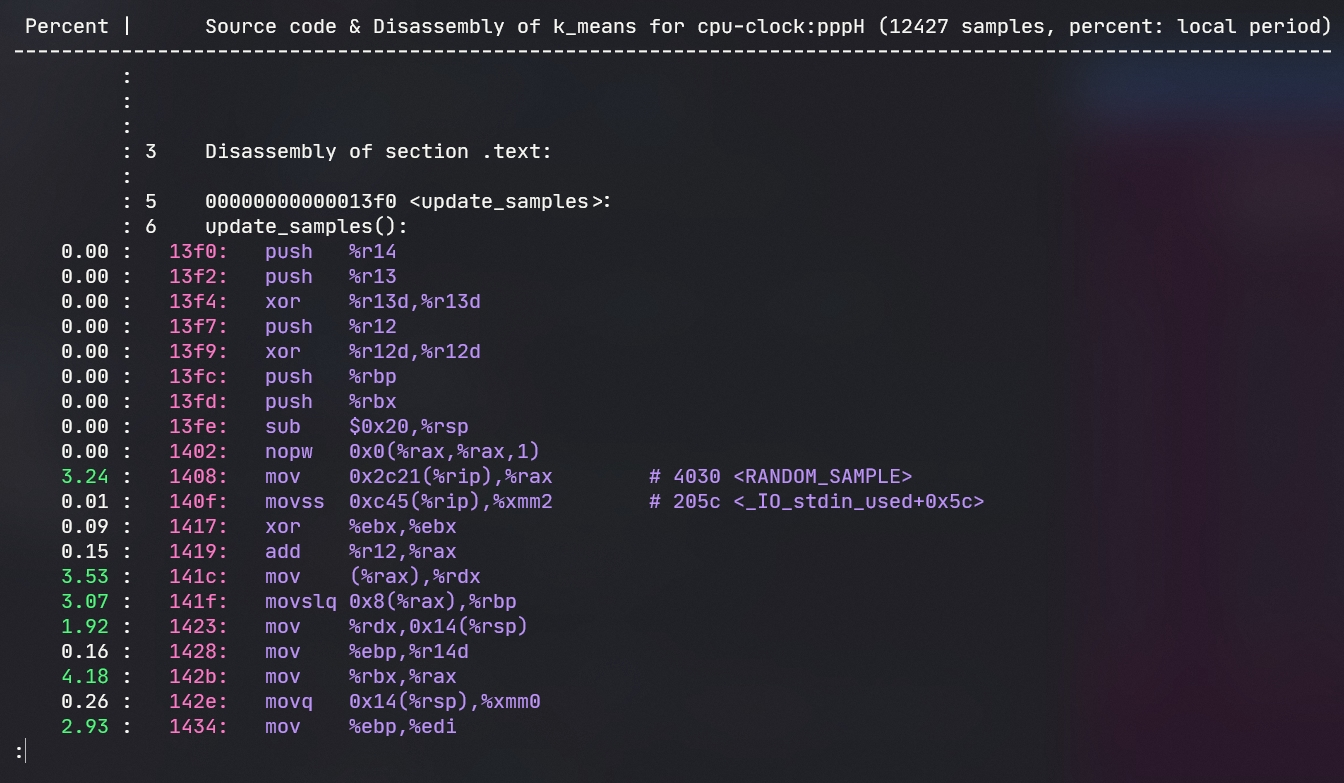 Percent |      Source code & Disassembly of k_means for cpu-clock:pppH (12427 samples, percent: local period)
--------------------------------------------------------------------------------------------------------------
:
:
:
: 3    Disassembly of section .text:
:
: 5    00000000000013f0 <update_samples>:
: 6    update_samples():
0.00 :   13f0:   push   %r14
0.00 :   13f2:   push   %r13
0.00 :   13f4:   xor    %r13d,%r13d
0.00 :   13f7:   push   %r12
0.00 :   13f9:   xor    %r12d,%r12d
0.00 :   13fc:   push   %rbp
0.00 :   13fd:   push   %rbx
0.00 :   13fe:   sub    $0x20,%rsp
0.00 :   1402:   nopw   0x0(%rax,%rax,1)
3.24 :   1408:   mov    0x2c21(%rip),%rax        # 4030 <RANDOM_SAMPLE>
0.01 :   140f:   movss  0xc45(%rip),%xmm2        # 205c <_IO_stdin_used+0x5c>
0.09 :   1417:   xor    %ebx,%ebx
0.15 :   1419:   add    %r12,%rax
3.53 :   141c:   mov    (%rax),%rdx
3.07 :   141f:   movslq 0x8(%rax),%rbp
1.92 :   1423:   mov    %rdx,0x14(%rsp)
0.16 :   1428:   mov    %ebp,%r14d
4.18 :   142b:   mov    %rbx,%rax
0.26 :   142e:   movq   0x14(%rsp),%xmm0
2.93 :   1434:   mov    %ebp,%edi
: